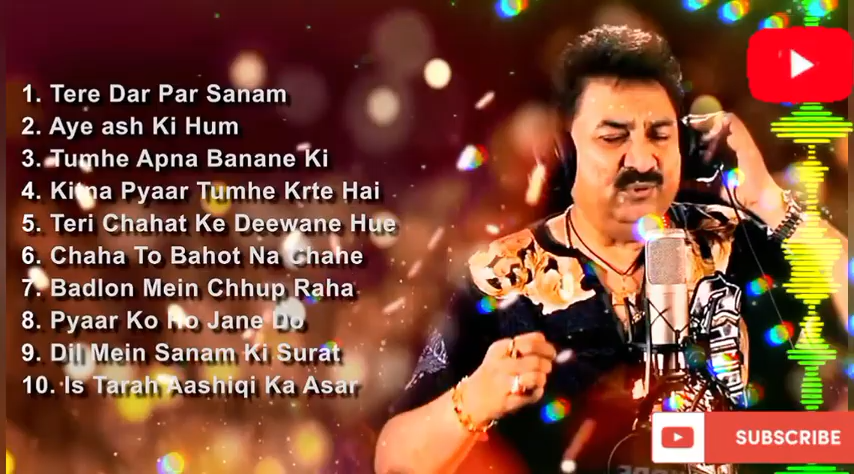 1. Tere Dar Par Sanam
2. Aye ash Ki Hum
3. Tumhe Apna Banane Ki
4. Kitna Pyaar Tumhe Krte Hai
5. Teri Chahat Ke Deewane Hue
6. Chaha To Bahot Na Chahe
7. Badlon Mein Chhup Raha
8. Pyaar Ko Ho Jane Do
9. Dil Mein Sanam Ki Surat
10. Is Tarah Aashiqi Ka Asar
SUBSCRIBE